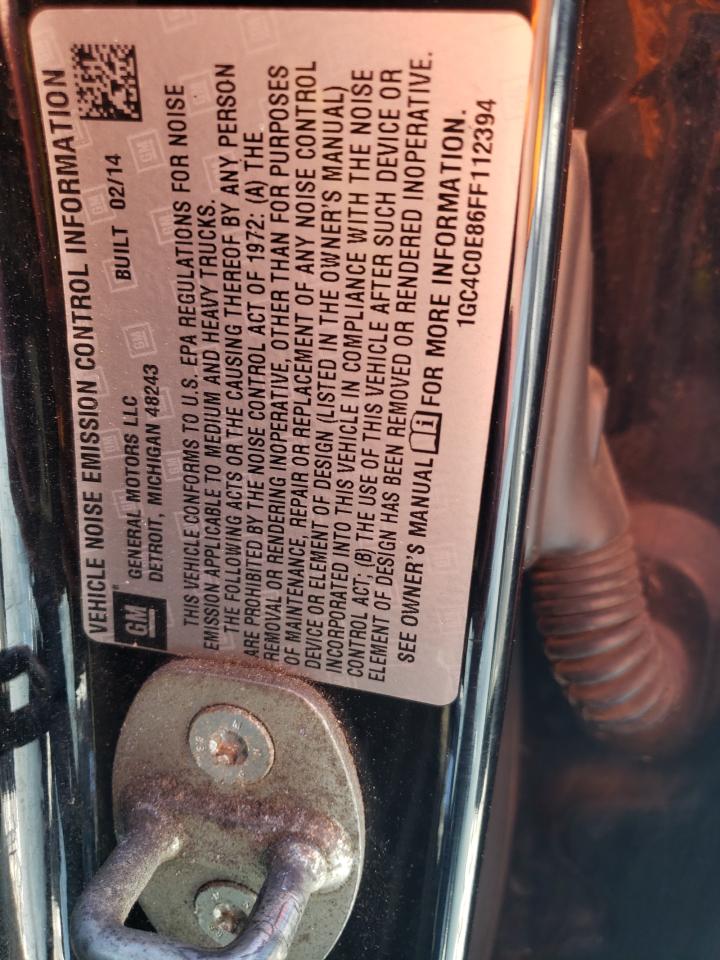 VEHICLE NOISE EMISSION CONTROL INFORMATION
GM
GENERAL MOTORS LLC
DETROIT, MICHIGAN 48243
BUILT 02/14
THIS VEHICLE CONFORMS TO U.S. EPA REGULATIONS FOR NOISE
EMISSION APPLICABLE TO MEDIUM AND HEAVY TRUCKS.
THE FOLLOWING ACTS OR THE CAUSING THEREOF BY ANY PERSON
ARE PROHIBITED BY THE NOISE CONTROL ACT OF 1972: (A) THE
REMOVAL OR RENDERING INOPERATIVE, OTHER THAN FOR PURPOSES
OF MAINTENANCE, REPAIR OR REPLACEMENT OF ANY NOISE CONTROL
DEVICE OR ELEMENT OF DESIGN (LISTED IN THE OWNER'S MANUAL)
INCORPORATED INTO THIS VEHICLE IN COMPLIANCE WITH THE NOISE
CONTROL ACT; (B) THE USE OF THIS VEHICLE AFTER SUCH DEVICE OR
ELEMENT OF DESIGN HAS BEEN REMOVED OR RENDERED INOPERATIVE.
SEE OWNER'S MANUAL FOR MORE INFORMATION.
1GC4C0E86FF112394